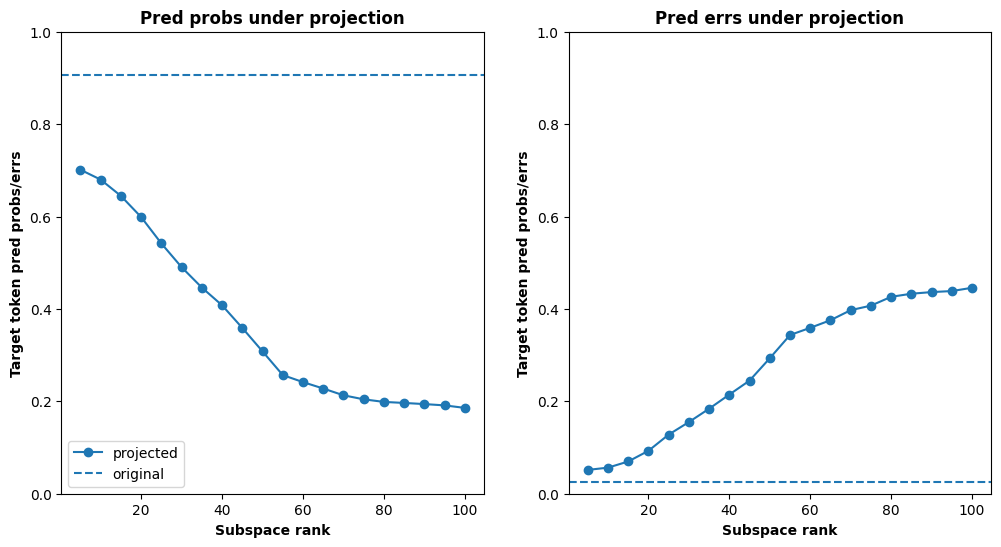 Pred probs under projection
Target token pred probs/errs
1.0
0.8
0.6
0.4
0.2
0.0
projected
original
20
40
60
80
100
Subspace rank
Pred errs under projection
Target token pred probs/errs
1.0
0.8
0.6
0.4
0.2
0.0
20
40
60
80
100
Subspace rank